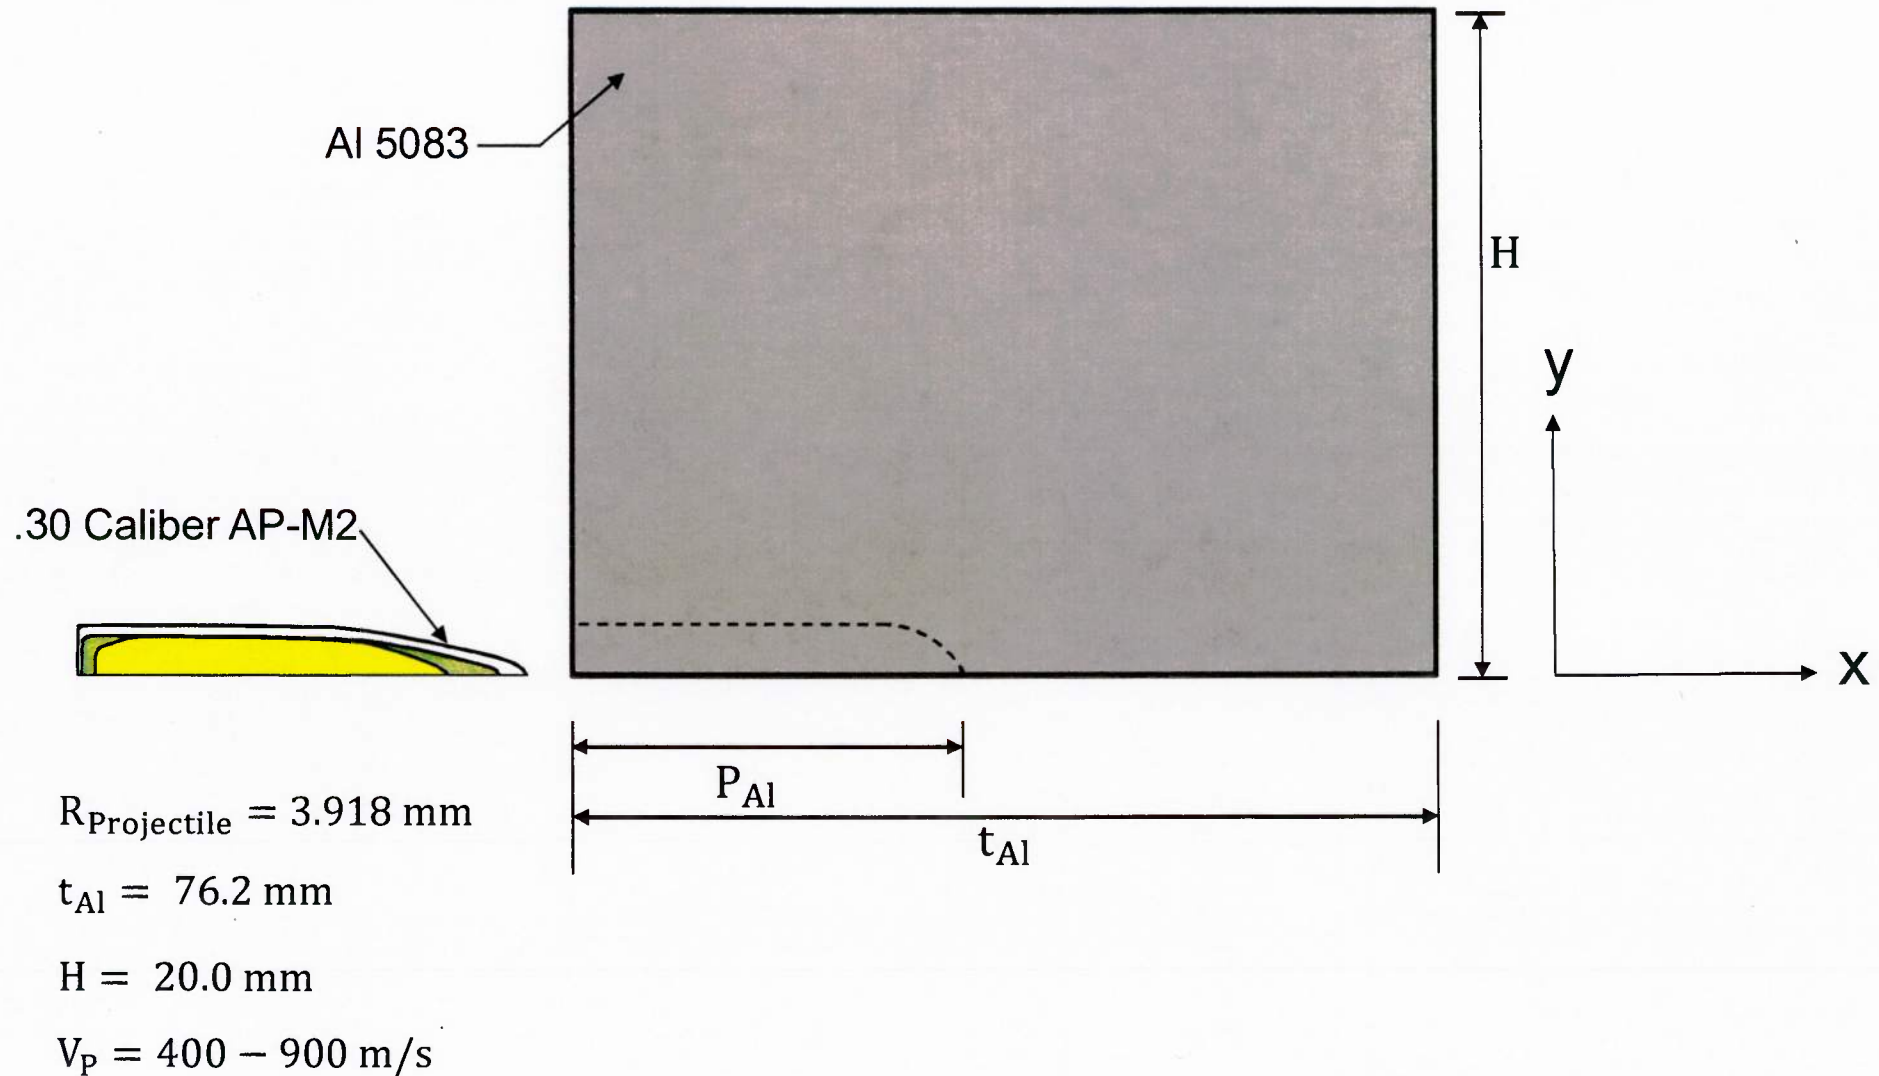 Al 5083
H
y
.30 Caliber AP-M2
x
P_Al
t_Al
R_Projectile = 3.918 mm
t_Al = 76.2 mm
H = 20.0 mm
V_P = 400 – 900 m/s